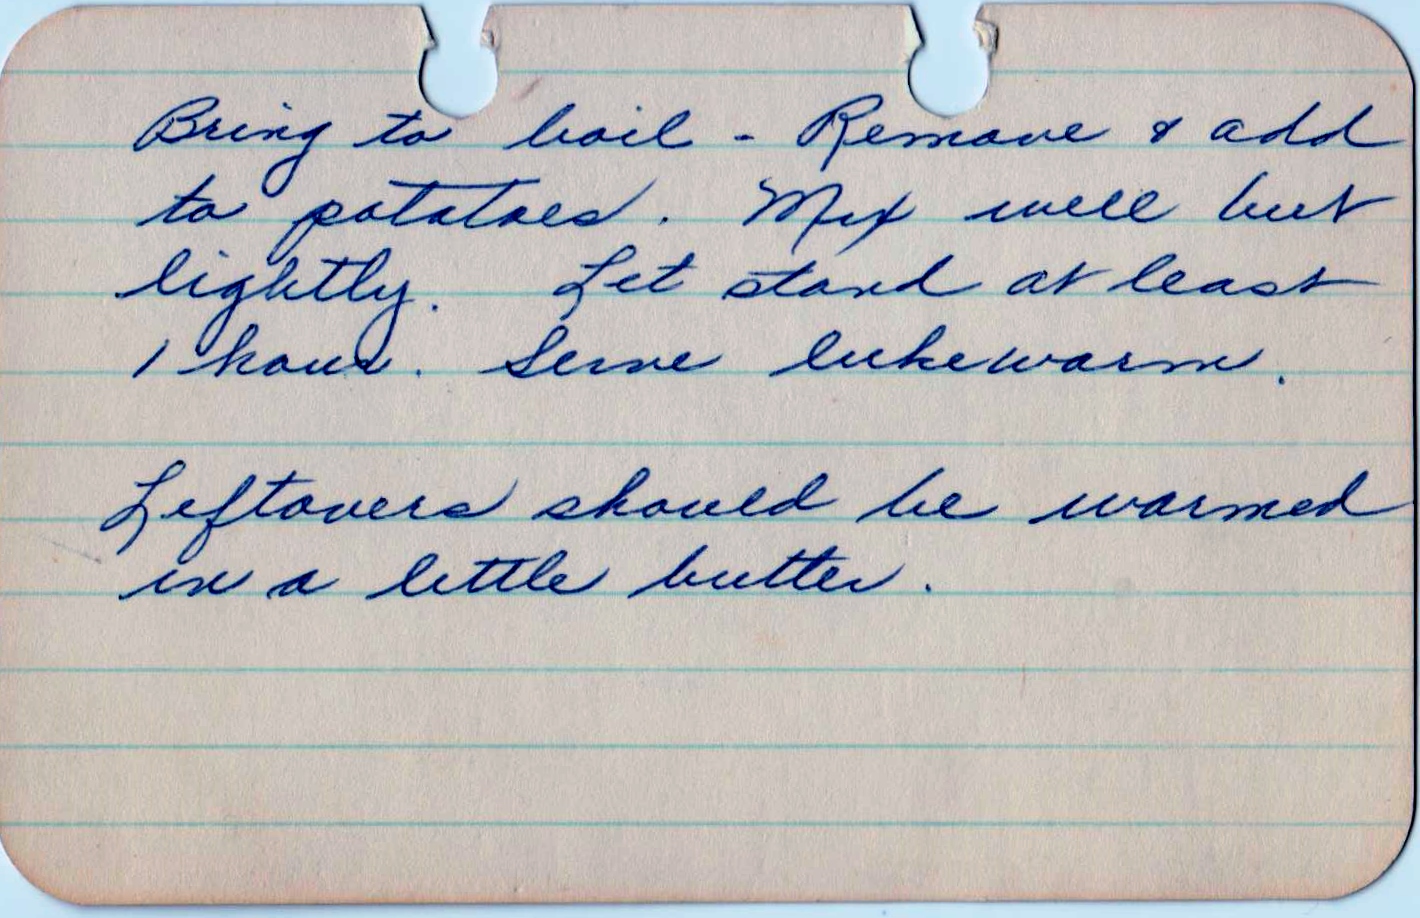 Bring to boil - Remove & add
to potatoes. Mix well but
lightly. Let stand at least
1 hour. Serve lukewarm.
Leftovers should be warmed
in a little butter.